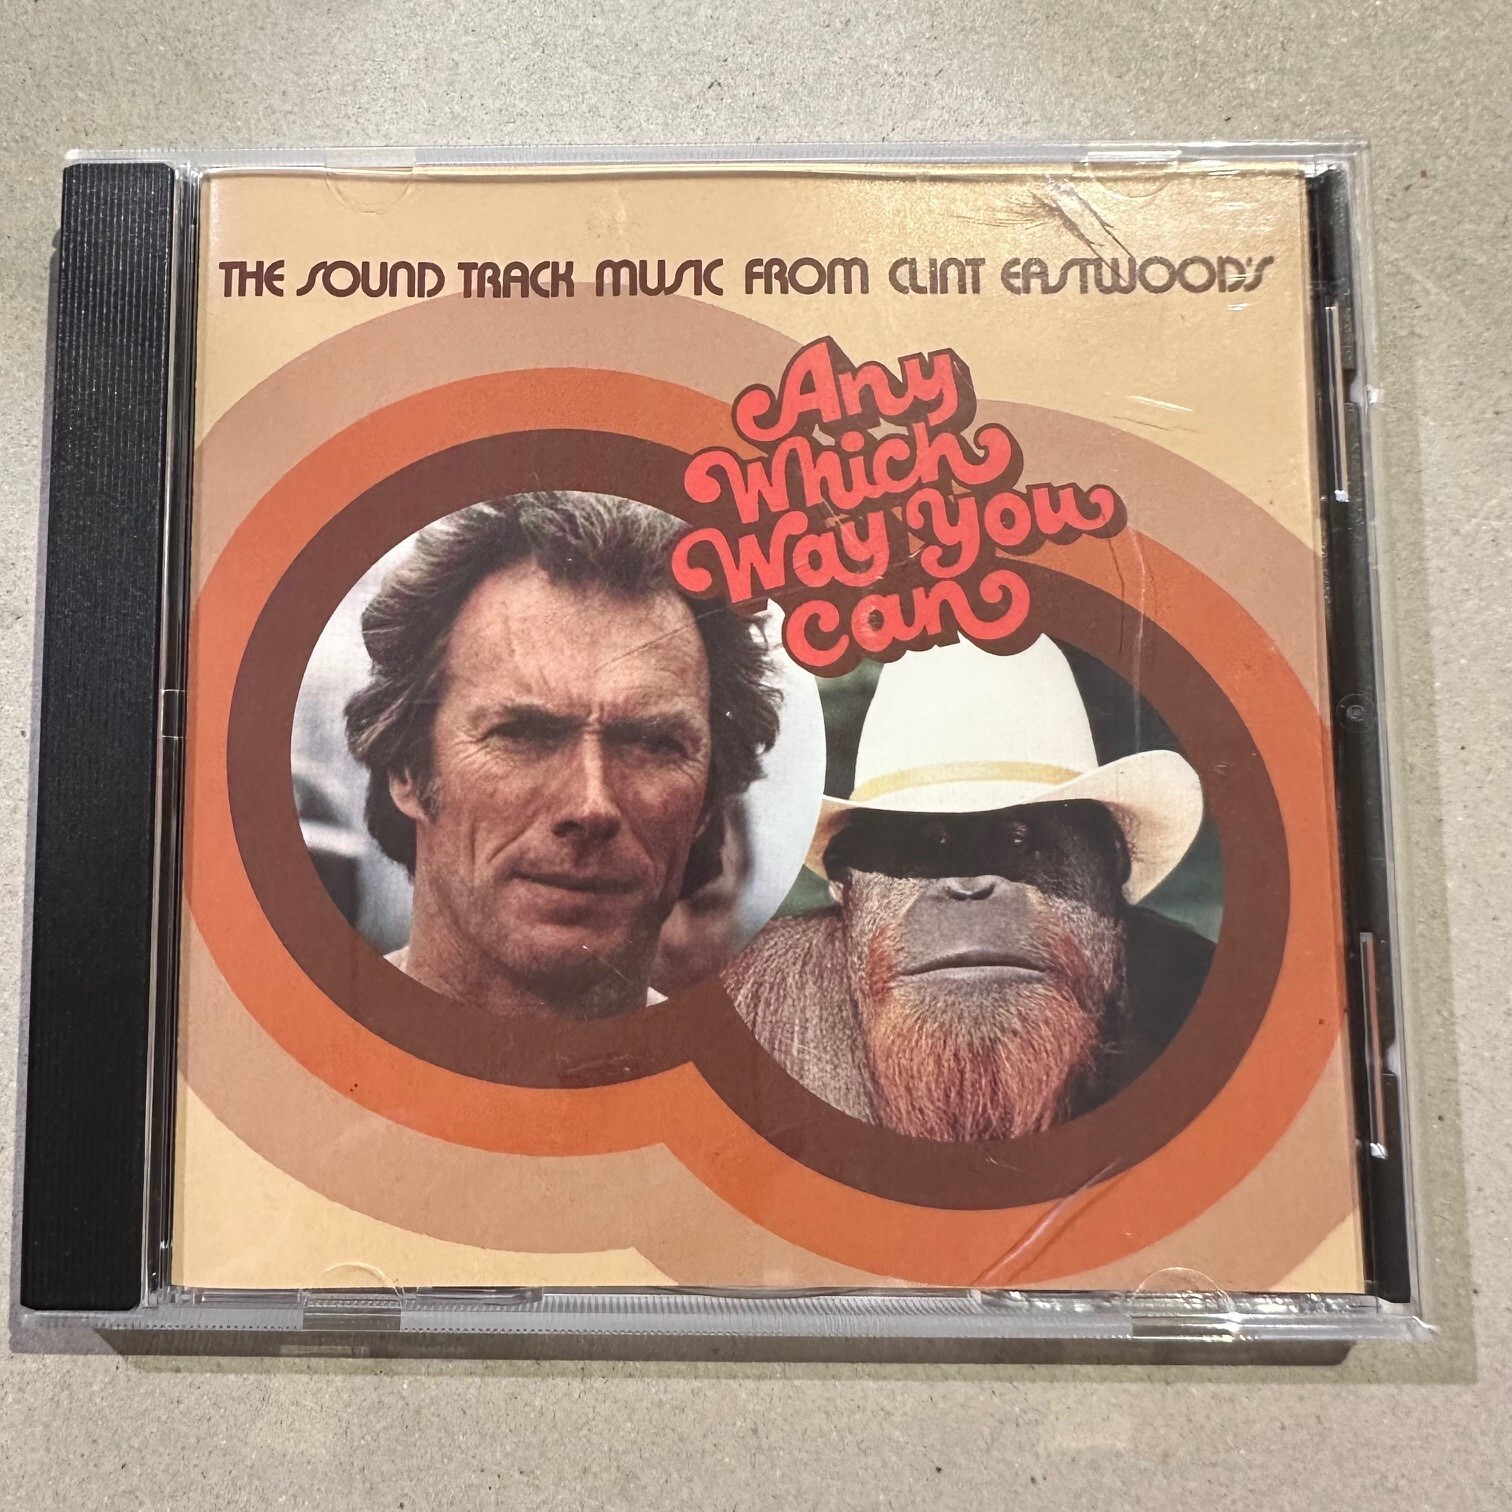 THE SOUND TRACK MUSIC FROM CLINT EASTWOOD'S
Any
Which
Way You
Can